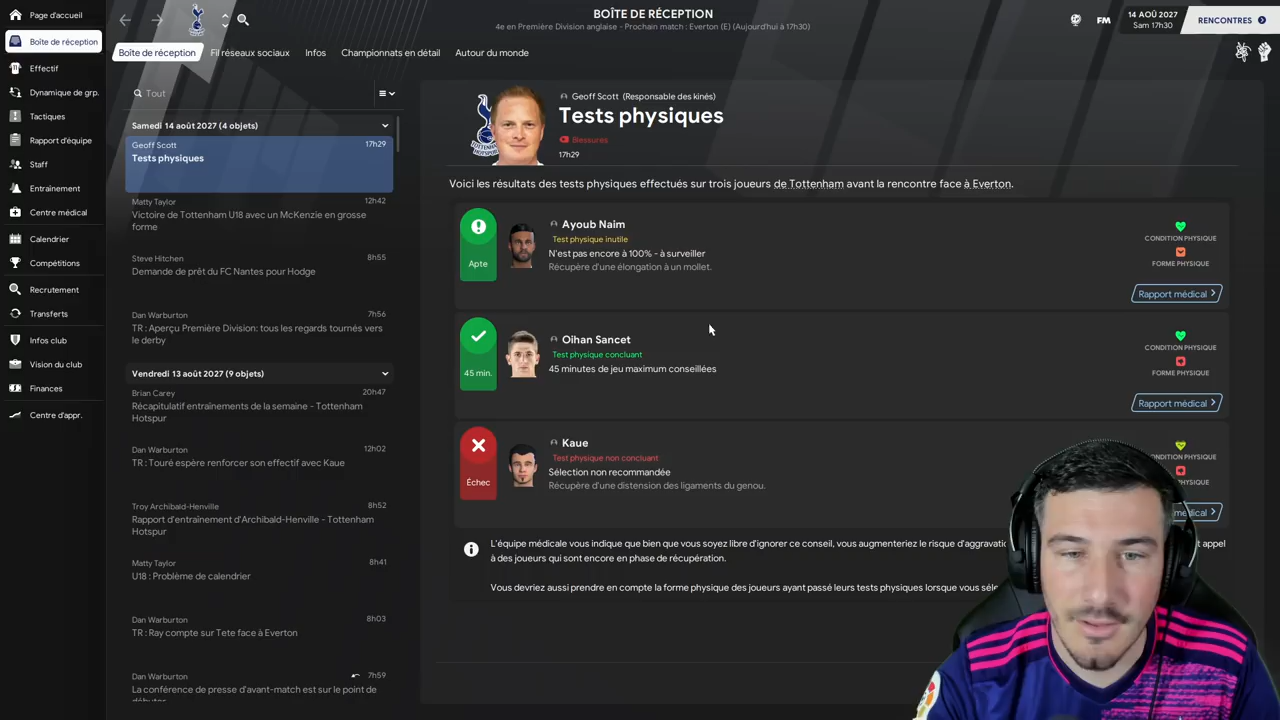 Page d'accueil
Boîte de réception
Effectif
Dynamique de grp.
Tactiques
Rapport d'équipe
Staff
Entraînement
Centre médical
Calendrier
Compétitions
Recrutement
Transferts
Infos club
Vision du club
Finances
Centre d'appr.
BOÎTE DE RÉCEPTION
4e en Première Division anglaise - Prochain match : Everton (E) (Aujourd'hui à 17h30)
FM
14 AOÛ 2027
Sam 17h30
RENCONTRES
Boîte de réception
Fil réseaux sociaux
Infos
Championnats en détail
Autour du monde
Tout
Samedi 14 août 2027 (4 objets)
Geoff Scott 17h29
Tests physiques
Matty Taylor 12h42
Victoire de Tottenham U18 avec un McKenzie en grosse
forme
Steve Hitchen 8h55
Demande de prêt du FC Nantes pour Hodge
Dan Warburton 7h56
TR : Aperçu Première Division: tous les regards tournés vers
le derby
Vendredi 13 août 2027 (9 objets)
Brian Carey 20h47
Récapitulatif entraînements de la semaine - Tottenham
Hotspur
Dan Warburton 12h02
TR : Touré espère renforcer son effectif avec Kaue
Troy Archibald-Henville 8h52
Rapport d'entraînement d'Archibald-Henville - Tottenham
Hotspur
Matty Taylor 8h41
U18 : Problème de calendrier
Dan Warburton 8h03
TR : Ray compte sur Tete face à Everton
Dan Warburton 7h59
La conférence de presse d'avant-match est sur le point de
débuter
Geoff Scott (Responsable des kinés)
Tests physiques
Blessures
17h29
Voici les résultats des tests physiques effectués sur trois joueurs de Tottenham avant la rencontre face à Everton.
Apte
Ayoub Naim
Test physique inutile
N'est pas encore à 100% - à surveiller
Récupère d'une élongation à un mollet.
CONDITION PHYSIQUE
FORME PHYSIQUE
Rapport médical
45 min.
Oihan Sancet
Test physique concluant
45 minutes de jeu maximum conseillées
CONDITION PHYSIQUE
FORME PHYSIQUE
Rapport médical
Échec
Kaue
Test physique non concluant
Sélection non recommandée
Récupère d'une distension des ligaments du genou.
CONDITION PHYSIQUE
PHYSIQUE
médical
L'équipe médicale vous indique que bien que vous soyez libre d'ignorer ce conseil, vous augmenteriez le risque d'aggravatio t appel
à des joueurs qui sont encore en phase de récupération.
Vous devriez aussi prendre en compte la forme physique des joueurs ayant passé leurs tests physiques lorsque vous séle